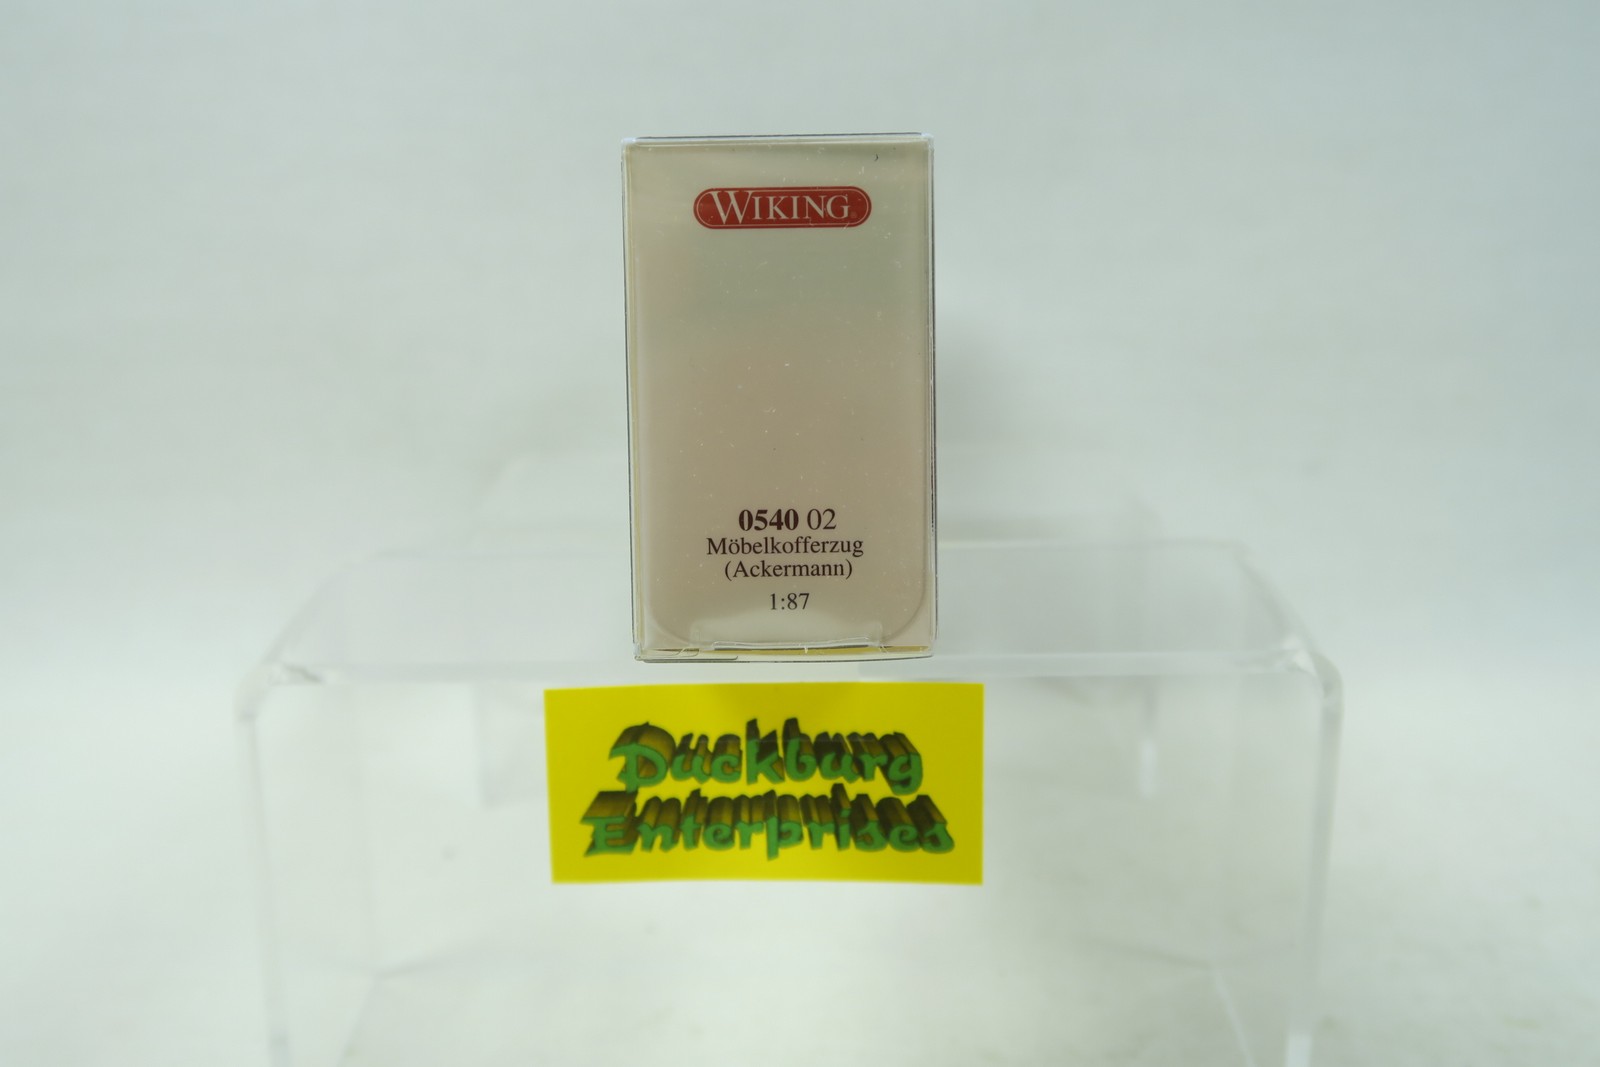 WIKING®
0540 02
Möbelkofferzug
(Ackermann)
1:87
Duckburg
Enterprises